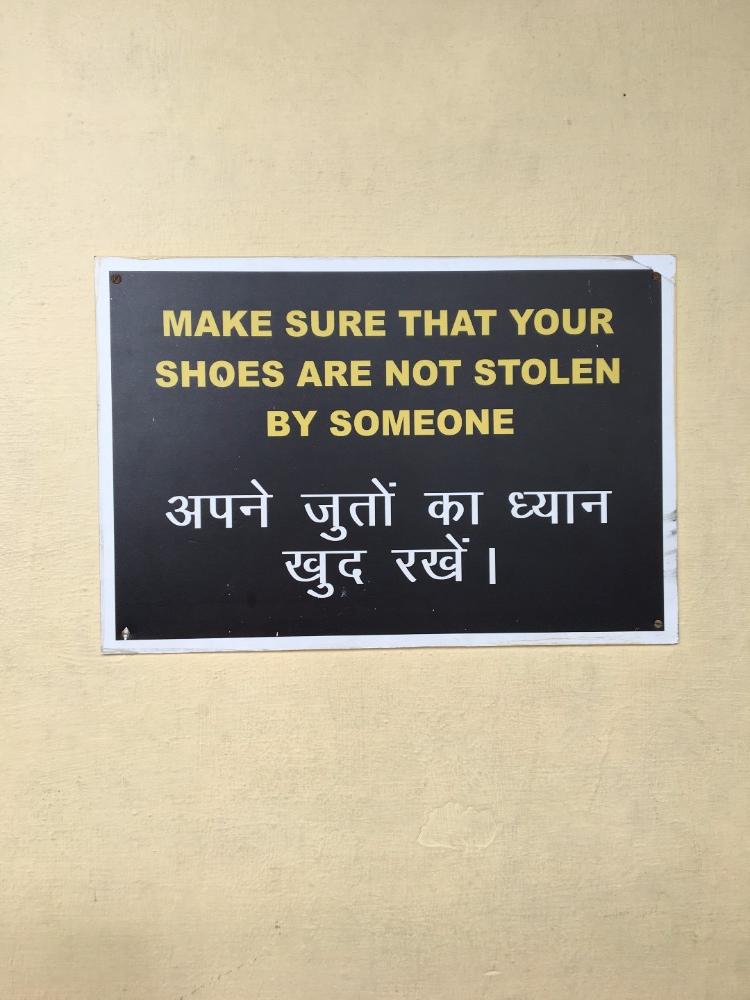 MAKE SURE THAT YOUR
SHOES ARE NOT STOLEN
BY SOMEONE
अपने जुतों का ध्यान
खुद रखें।